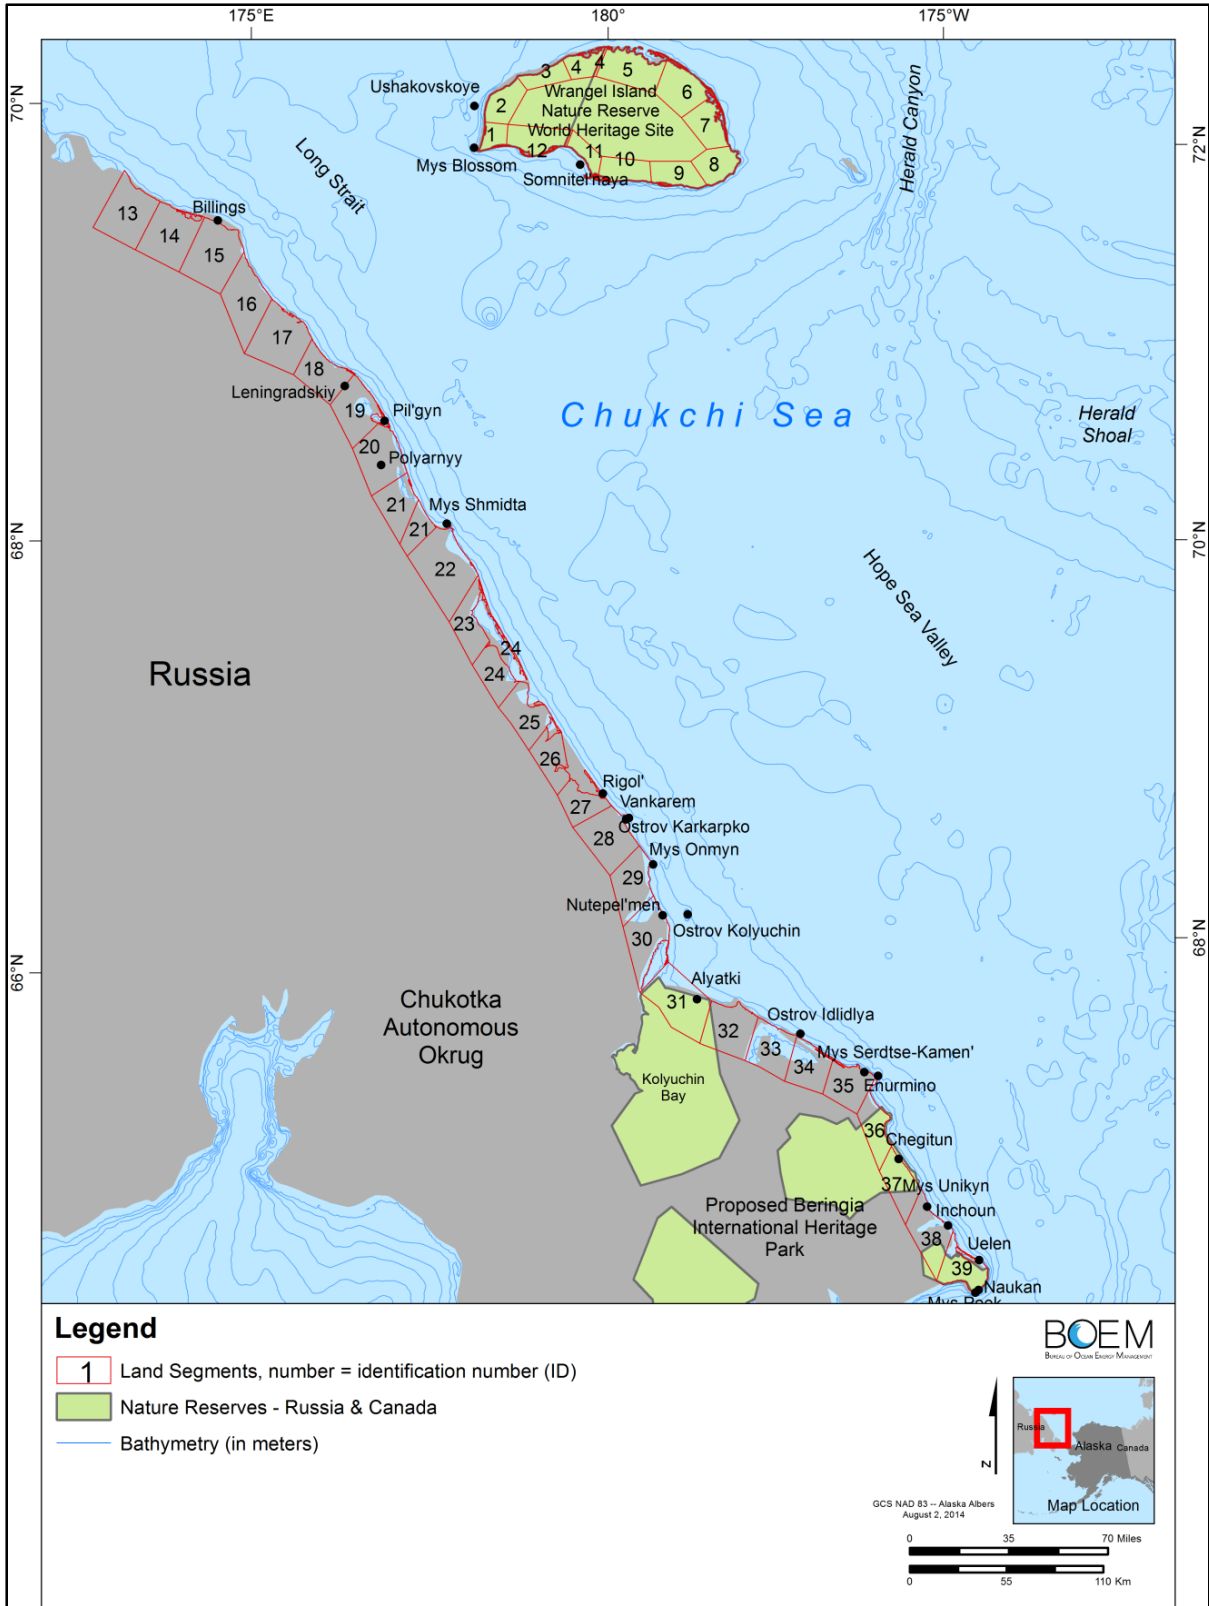 175°E
180°
175°W
70°N
72°N
68°N
70°N
66°N
68°N
3
4
4
5
Ushakovskoye
2
6
Wrangel Island
Nature Reserve
World Heritage Site
7
1
12
11
10
9
8
Mys Blossom
Somnitel'naya
Herald Canyon
Long Strait
Billings
13
14
15
16
17
18
Leningradskiy
19
Pil'gyn
20
Polyarnyy
Chukchi Sea
Herald
Shoal
21
Mys Shmidta
21
22
Hope Sea Valley
23
24
24
Russia
25
26
Rigol'
27
Vankarem
Ostrov Karkarpko
28
Mys Onmyn
29
Nutepel'men
Ostrov Kolyuchin
30
Alyatki
31
Chukotka
Autonomous
Okrug
32
Ostrov Idlidlya
33
Mys Serdtse-Kamen'
34
35
Enurmino
Kolyuchin
Bay
36
Chegitun
37
Mys Unikyn
Proposed Beringia
International Heritage
Park
Inchoun
38
Uelen
39
Naukan
Legend
1
Land Segments, number = identification number (ID)
Nature Reserves - Russia & Canada
Bathymetry (in meters)
BOEM
Bureau of Ocean Energy Management
N
Russia
Alaska
Canada
Map Location
GCS NAD 83 -- Alaska Albers
August 2, 2014
0
35
70 Miles
0
55
110 Km